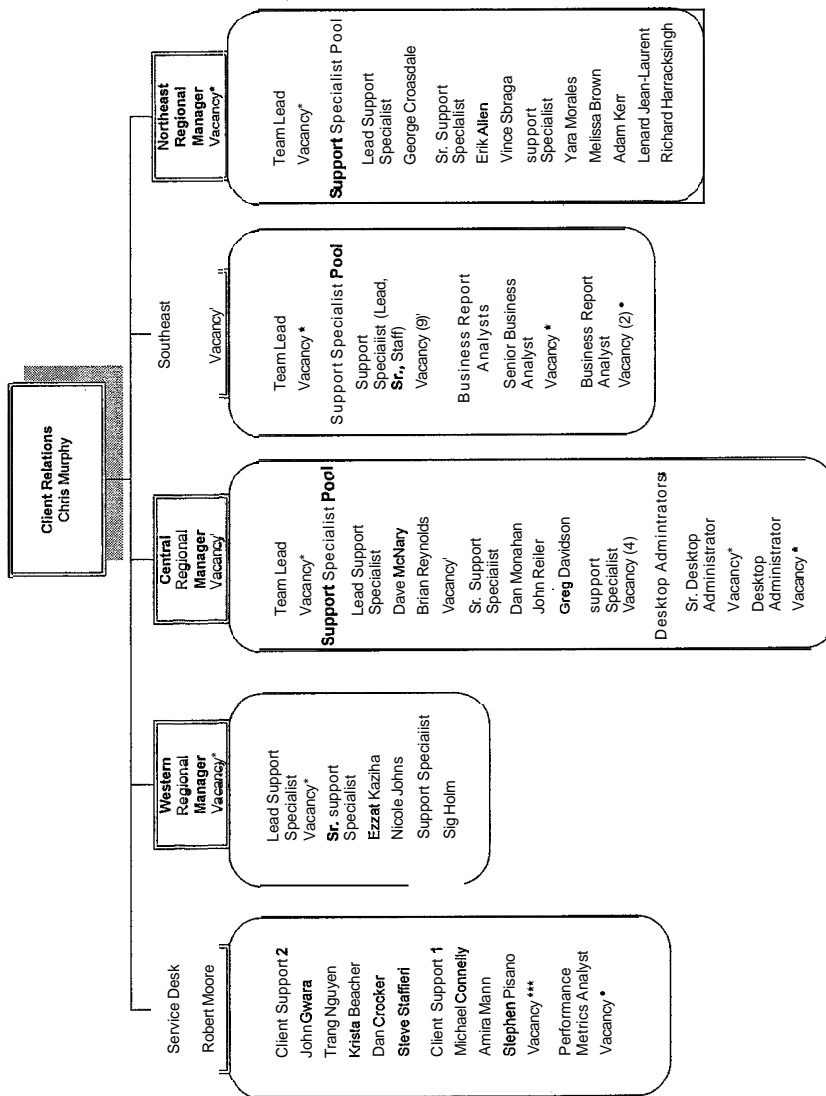 Client Relations
Chris Murphy
Service Desk
Robert Moore
Client Support 2
John Gwara
Trang Nguyen
Krista Beacher
Dan Crocker
Steve Staffieri
Client Support 1
Michael Connelly
Amira Mann
Stephen Pisano
Vacancy ***
Performance
Metrics Analyst
Vacancy •
Western
Regional
Manager
Vacancy*
Lead Support
Specialist
Vacancy*
Sr. support
Specialist
Ezzat Kaziha
Nicole Johns
Support Speciaiist
Sig Holm
Central
Regional
Manager
Vacancy'
Team Lead
Vacancy*
Support Specialist Pool
Lead Support
Specialist
Dave McNary
Brian Reynolds
Vacancy'
Sr. Support
Speciaiist
Dan Monahan
John Reiler
Greg Davidson
support
Specialist
Vacancy (4)
Desktop Admintrators
Sr. Desktop
Administrator
Vacancy*
Desktop
Administrator
Vacancy *
Southeast
Vacancy'
Team Lead
Vacancy *
Support Specialist Pool
Support
Speciaiist (Lead,
Sr., Staff)
Vacancy (9)'
Business Report
Analysts
Senior Business
Analyst
Vacancy *
Business Report
Analyst
Vacancy (2) •
Northeast
Regional
Manager
Vacancy*
Team Lead
Vacancy*
Support Specialist Pool
Lead Support
Specialist
George Croasdale
Sr. Support
Specialist
Erik Allen
Vince Sbraga
support
Specialist
Yara Morales
Melissa Brown
Adam Kerr
Lenard Jean-Laurent
Richard Harracksingh